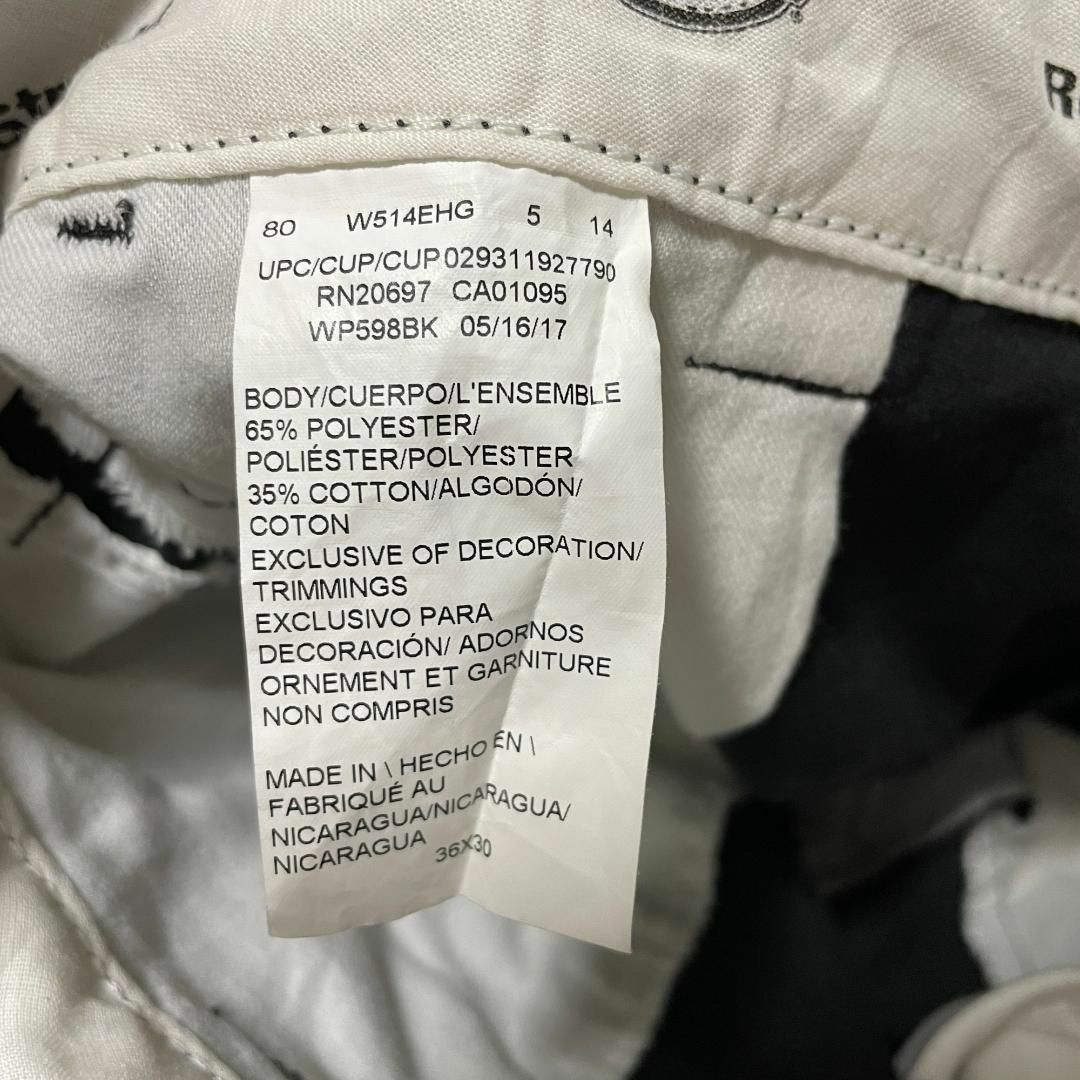 80 W514EHG 5 14
UPC/CUP/CUP 029311927790
RN20697 CA01095
WP598BK 05/16/17
BODY/CUERPO/L'ENSEMBLE
65% POLYESTER/
POLIÉSTER/POLYESTER
35% COTTON/ALGODÓN/
COTON
EXCLUSIVE OF DECORATION/
TRIMMINGS
EXCLUSIVO PARA
DECORACIÓN/ ADORNOS
ORNEMENT ET GARNITURE
NON COMPRIS
MADE IN \ HECHO EN \
FABRIQUÉ AU
NICARAGUA/NICARAGUA/
NICARAGUA 36X30